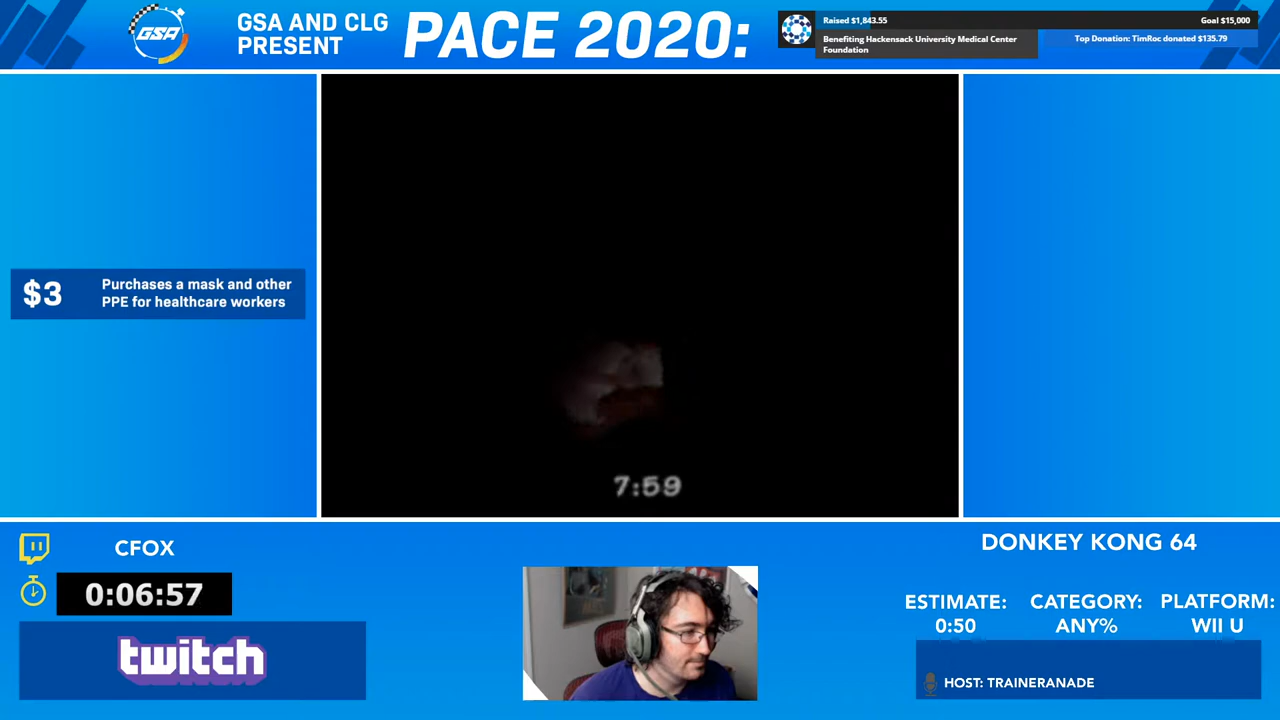 GSA
GSA AND CLG
PRESENT
PACE 2020:
Raised $1,843.55
Goal $15,000
Benefiting Hackensack University Medical Center
Foundation
Top Donation: TimRoc donated $135.79
$3
Purchases a mask and other
PPE for healthcare workers
7:59
CFOX
0:06:57
twitch
DONKEY KONG 64
ESTIMATE:
0:50
CATEGORY:
ANY%
PLATFORM:
WII U
HOST: TRAINERANADE